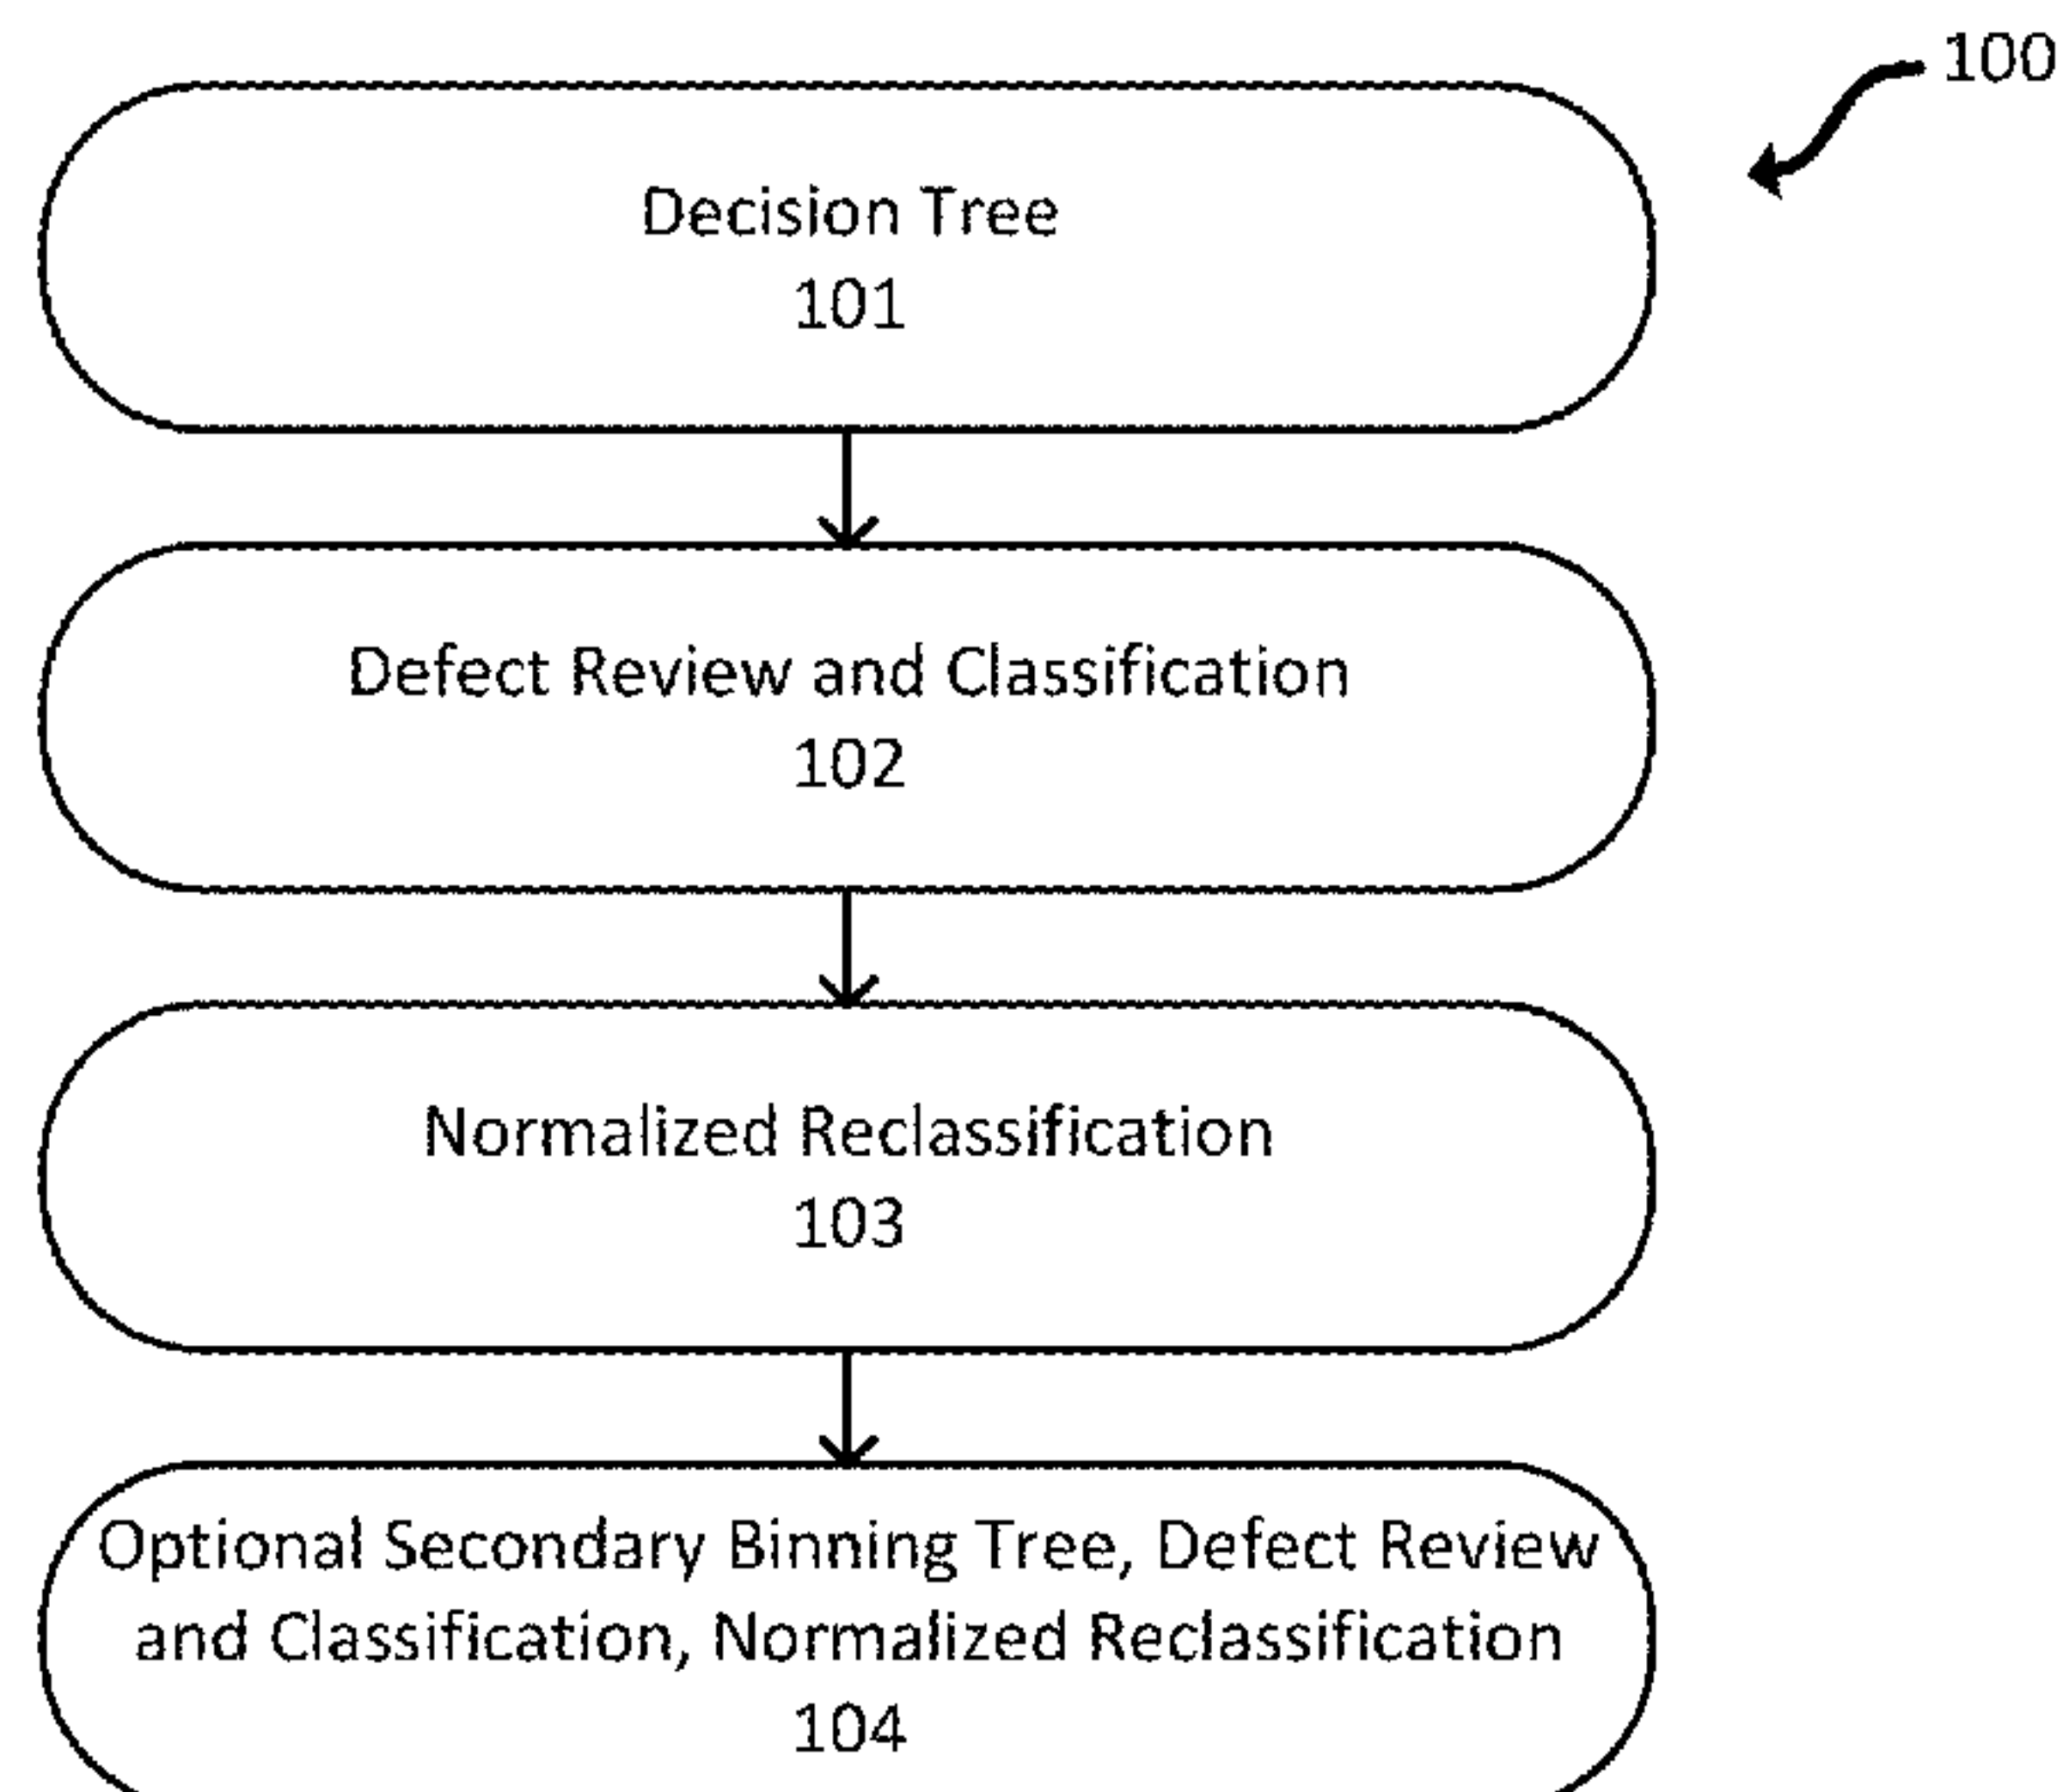 100
Decision Tree
101
Defect Review and Classification
102
Normalized Reclassification
103
Optional Secondary Binning Tree, Defect Review
and Classification, Normalized Reclassification
104